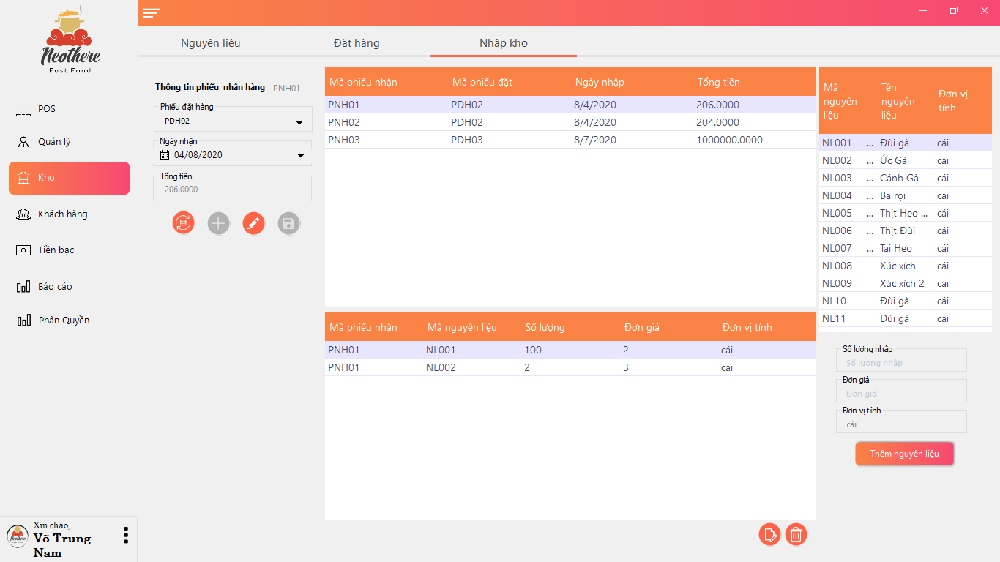 Neothere
Fast Food
POS
Quản lý
Kho
Khách hàng
Tiền bạc
Báo cáo
Phân Quyền
Xin chào,
Võ Trung
Nam
Nguyên liệu Đặt hàng Nhập kho
Thông tin phiếu nhận hàng PNH01
Phiếu đặt hàng
PDH02
Ngày nhận
04/08/2020
Tổng tiền
206.0000
Mã phiếu nhận Mã phiếu đặt Ngày nhập Tổng tiền
PNH01 PDH02 8/4/2020 206.0000
PNH02 PDH02 8/4/2020 204.0000
PNH03 PDH03 8/7/2020 1000000.0000
Mã phiếu nhận Mã nguyên liệu Số lượng Đơn giá Đơn vị tính
PNH01 NL001 100 2 cái
PNH01 NL002 2 3 cái
Mã nguyên liệu Tên nguyên liệu Đơn vị tính
NL001 ... Đùi gà cái
NL002 ... Ức Gà cái
NL003 ... Cánh Gà cái
NL004 ... Ba rọi cái
NL005 ... Thịt Heo ... cái
NL006 ... Thịt Đùi cái
NL007 ... Tai Heo cái
NL008 Xúc xích cái
NL009 Xúc xích 2 cái
NL10 Đùi gà cái
NL11 Đùi gà cái
Số lượng nhập
Số lượng nhập
Đơn giá
Đơn giá
Đơn vị tính
cái
Thêm nguyên liệu